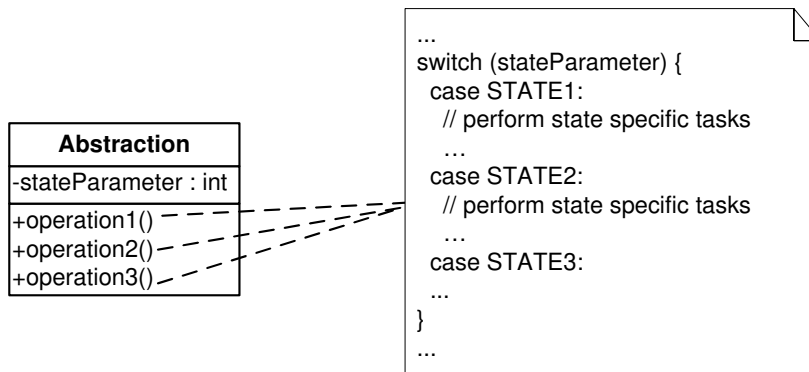 Abstraction
-stateParameter : int
+operation1()
+operation2()
+operation3()
...
switch (stateParameter) {
case STATE1:
// perform state specific tasks
...
case STATE2:
// perform state specific tasks
...
case STATE3:
...
}
...